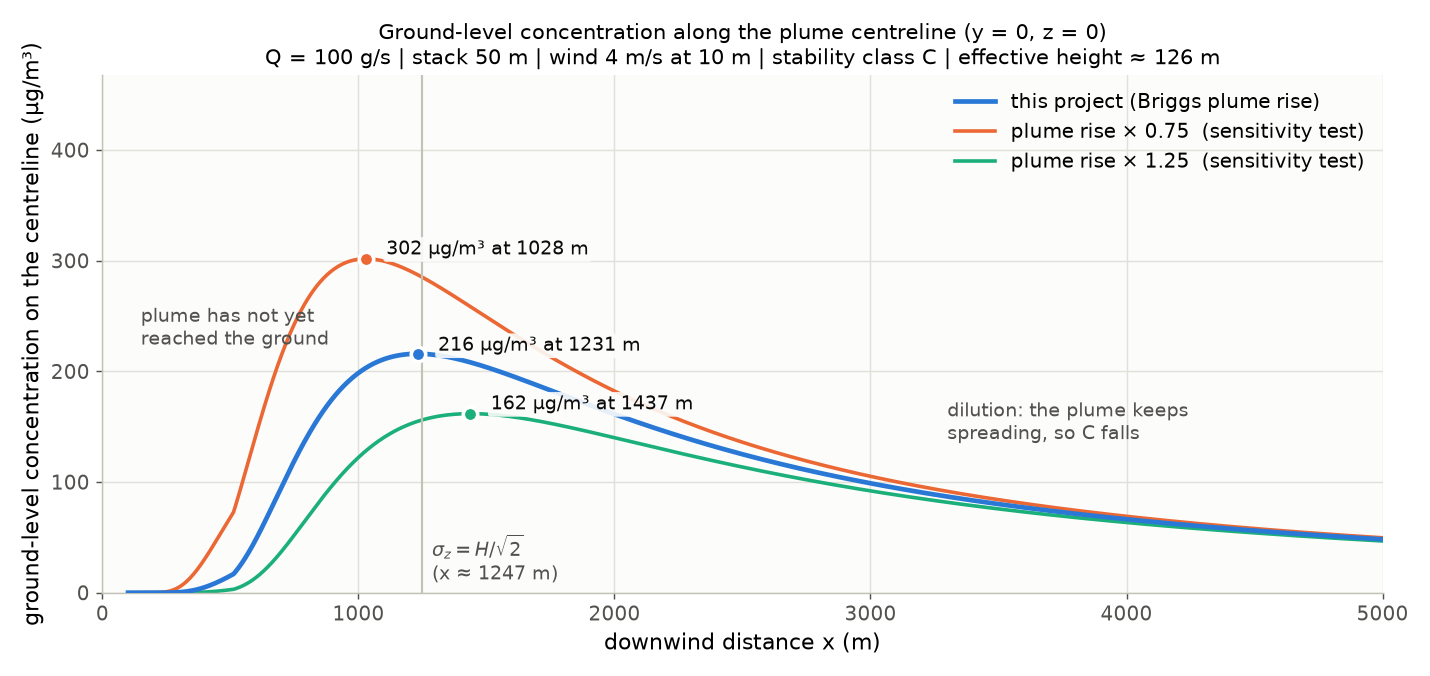 Ground-level concentration along the plume centreline (y = 0, z = 0)
Q = 100 g/s | stack 50 m | wind 4 m/s at 10 m | stability class C | effective height ≈ 126 m
ground-level concentration on the centreline (µg/m³)
this project (Briggs plume rise)
plume rise × 0.75 (sensitivity test)
plume rise × 1.25 (sensitivity test)
400
300
200
100
0
302 µg/m³ at 1028 m
plume has not yet
reached the ground
216 µg/m³ at 1231 m
162 µg/m³ at 1437 m
dilution: the plume keeps
spreading, so C falls
σz = H/√2
(x ≈ 1247 m)
0
1000
2000
3000
4000
5000
downwind distance x (m)